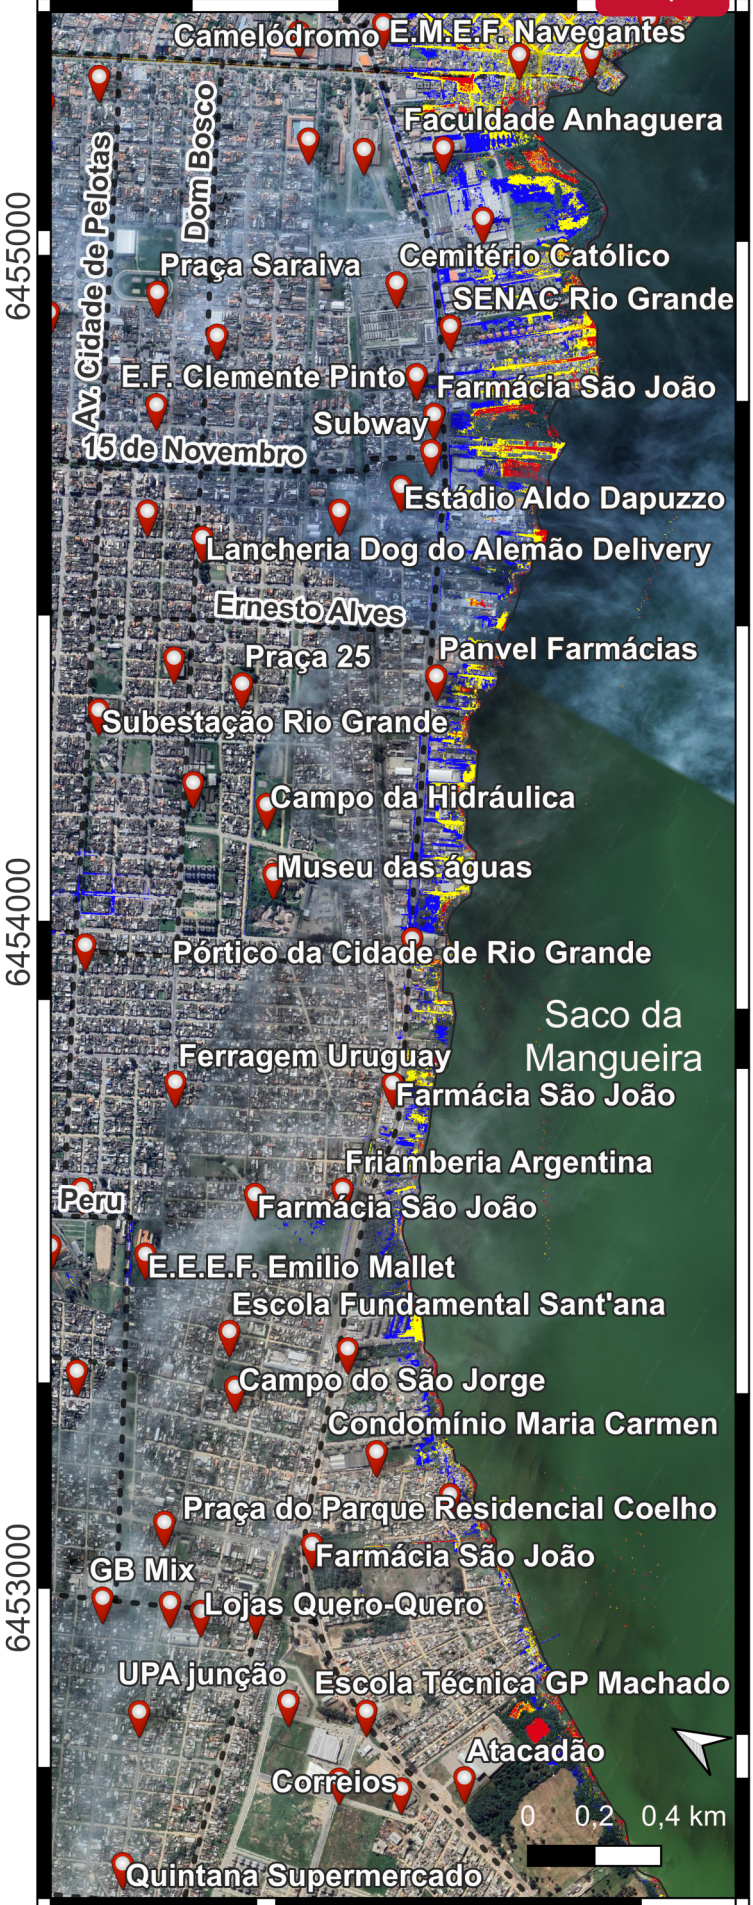 Camelódromo
E.M.E.F. Navegantes
Faculdade Anhaguera
Dom Bosco
Av. Cidade de Pelotas
6455000
Cemitério Católico
Praça Saraiva
SENAC Rio Grande
E.F. Clemente Pinto
Farmácia São João
Subway
15 de Novembro
Estádio Aldo Dapuzzo
Lancheria Dog do Alemão Delivery
Ernesto Alves
Panvel Farmácias
Praça 25
Subestação Rio Grande
Campo da Hidráulica
Museu das águas
6454000
Pórtico da Cidade de Rio Grande
Saco da
Mangueira
Ferragem Uruguay
Farmácia São João
Friamberia Argentina
Peru
Farmácia São João
E.E.E.F. Emilio Mallet
Escola Fundamental Sant'ana
Campo do São Jorge
Condomínio Maria Carmen
Praça do Parque Residencial Coelho
Farmácia São João
GB Mix
6453000
Lojas Quero-Quero
UPA junção
Escola Técnica GP Machado
Atacadão
Correios
0 0,2 0,4 km
Quintana Supermercado